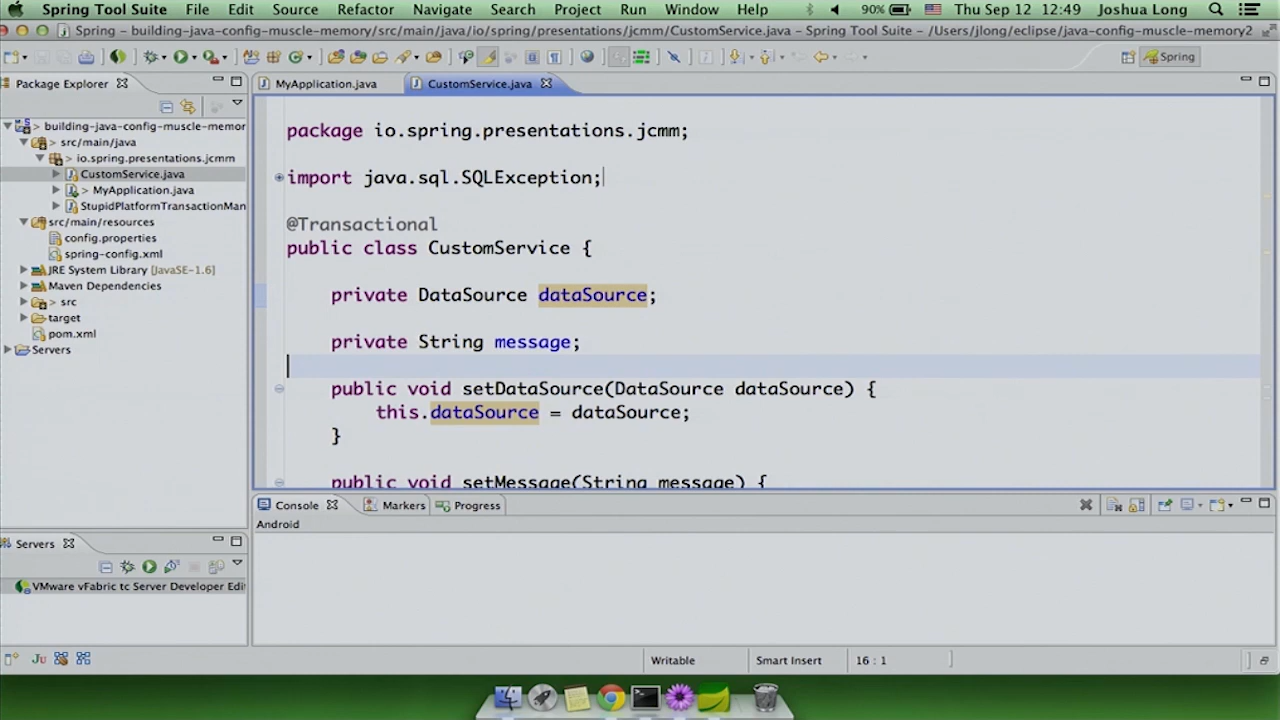 Spring Tool Suite File Edit Source Refactor Navigate Search Project Run Window Help 90% Thu Sep 12 12:49 Joshua Long
Spring - building-java-config-muscle-memory/src/main/java/io/spring/presentations/jcmm/CustomService.java - Spring Tool Suite - /Users/jlong/eclipse/java-config-muscle-memory2
Spring
Package Explorer
MyApplication.java CustomService.java
> building-java-config-muscle-memor
> src/main/java
> io.spring.presentations.jcmm
CustomService.java
> MyApplication.java
StupidPlatformTransactionMan
src/main/resources
config.properties
spring-config.xml
JRE System Library [JavaSE-1.6]
Maven Dependencies
> src
target
pom.xml
Servers
package io.spring.presentations.jcmm;
import java.sql.SQLException;
@Transactional
public class CustomService {
private DataSource dataSource;
private String message;
public void setDataSource(DataSource dataSource) {
this.dataSource = dataSource;
}
public void setMessage(String message) {
Console Markers Progress
Android
Servers
VMware vFabric tc Server Developer Edi
Ju
Writable Smart Insert 16 : 1